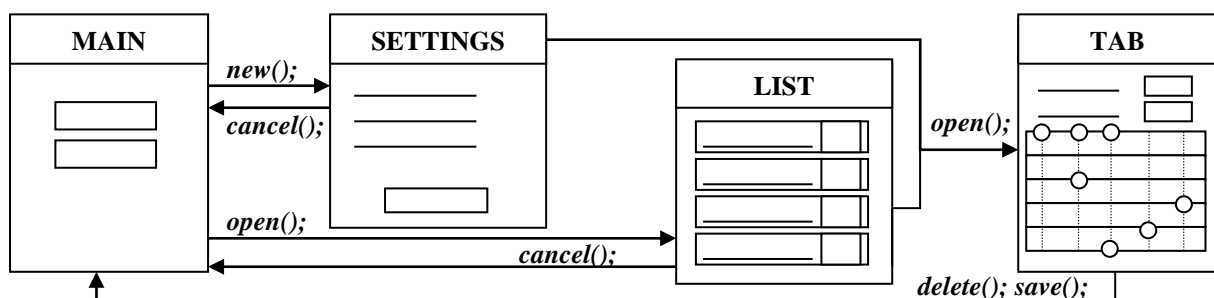 MAIN
SETTINGS
TAB
new();
LIST
cancel();
open();
open();
cancel();
delete(); save();